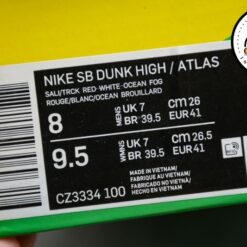 NIKE SB DUNK HIGH / ATLAS
SAIL/TRCK RED-WHITE-OCEAN FOG
ROUGE/BLANC/OCEAN BROUILLARD
8 MENS UK 7 BR 39.5 cm 26 EUR 41
9.5 WMNS UK 7 BR 39.5 cm 26.5 EUR 41
CZ3334 100
MADE IN VIETNAM/
FABRICADO EN VIETNAM/
FABRICADO NO VIETNÃ/
HECHO EN VIETNAM